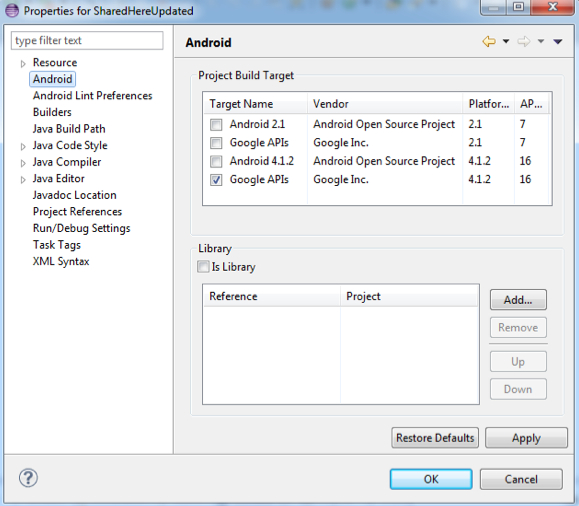 Properties for SharedHereUpdated
type filter text
Resource
Android
Android Lint Preferences
Builders
Java Build Path
Java Code Style
Java Compiler
Java Editor
Javadoc Location
Project References
Run/Debug Settings
Task Tags
XML Syntax
Android
Project Build Target
Target Name Vendor Platfor... AP...
Android 2.1 Android Open Source Project 2.1 7
Google APIs Google Inc. 2.1 7
Android 4.1.2 Android Open Source Project 4.1.2 16
Google APIs Google Inc. 4.1.2 16
Library
Is Library
Reference Project
Add...
Remove
Up
Down
Restore Defaults Apply
? OK Cancel